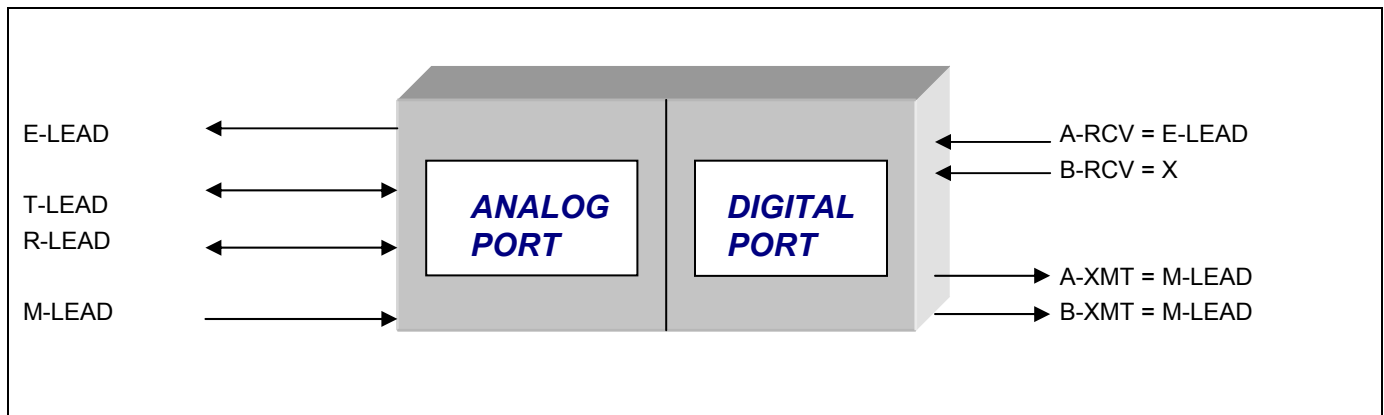 E-LEAD
T-LEAD
R-LEAD
M-LEAD
ANALOG
PORT
DIGITAL
PORT
A-RCV = E-LEAD
B-RCV = X
A-XMT = M-LEAD
B-XMT = M-LEAD